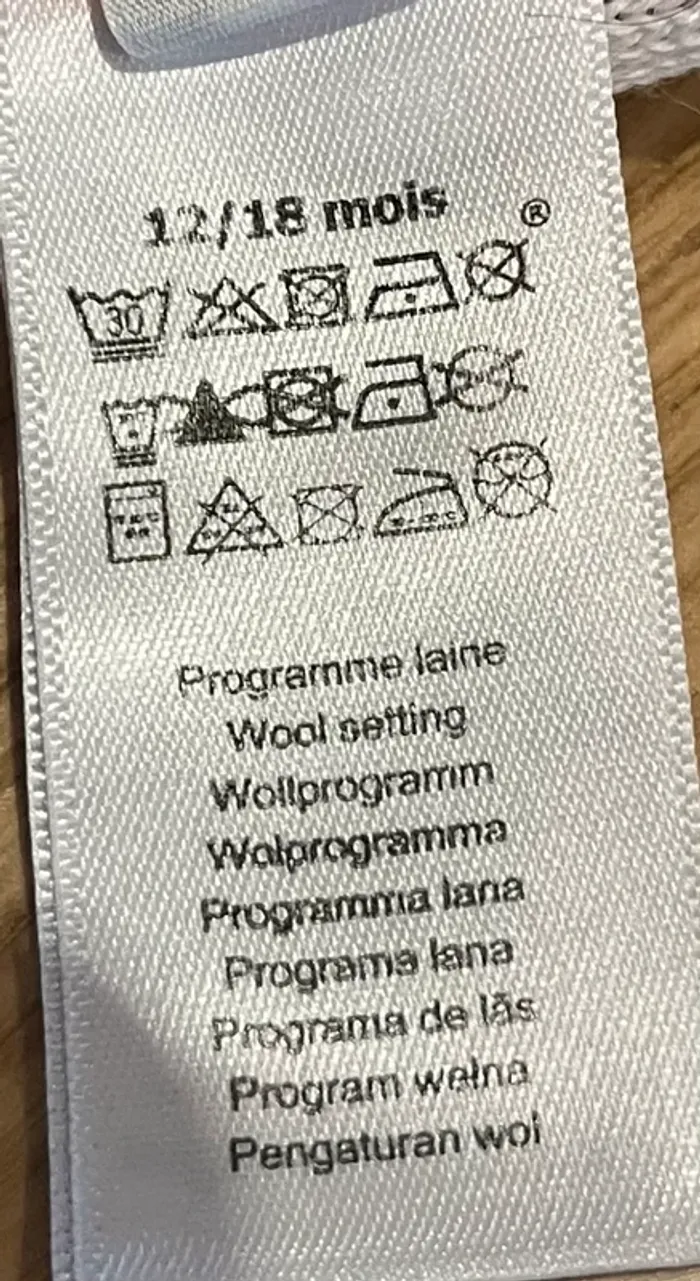 12/18 mois
®
30
Programme laine
Wool setting
Wollprogramm
Wolprogramma
Programma lana
Programa lana
Programa de lãs
Program wełna
Pengaturan wol